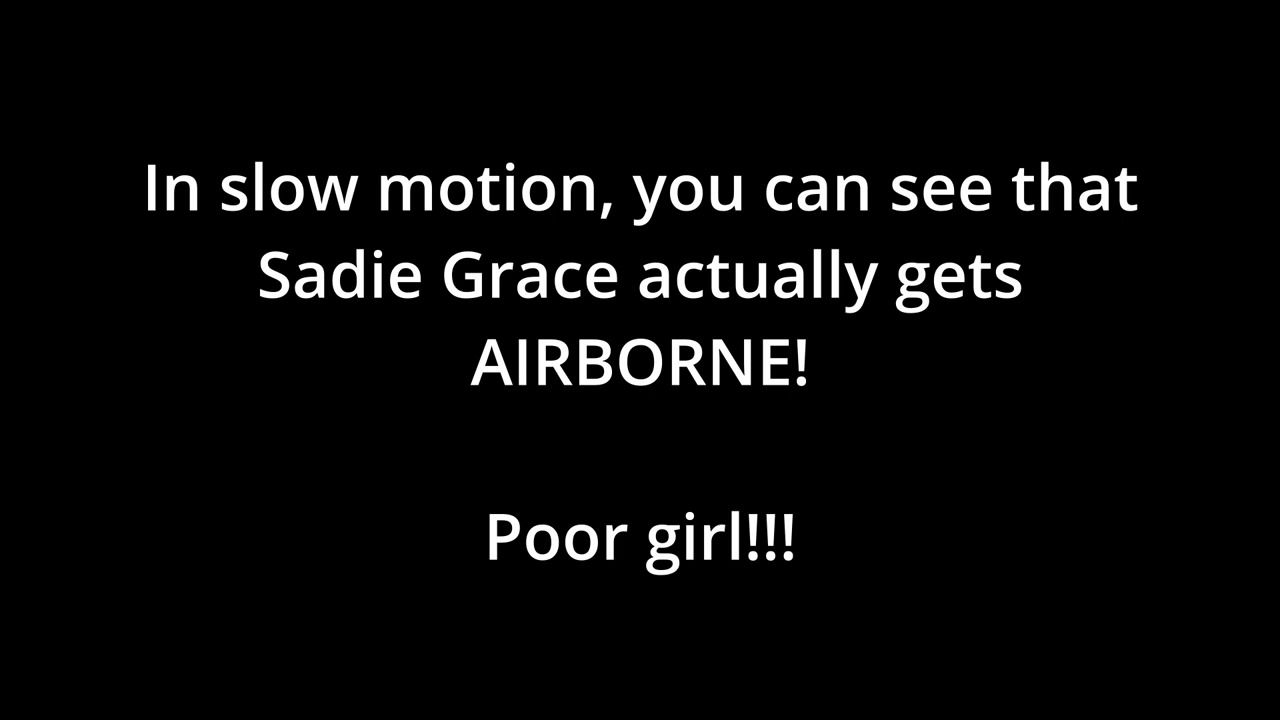 In slow motion, you can see that
Sadie Grace actually gets
AIRBORNE!
Poor girl!!!